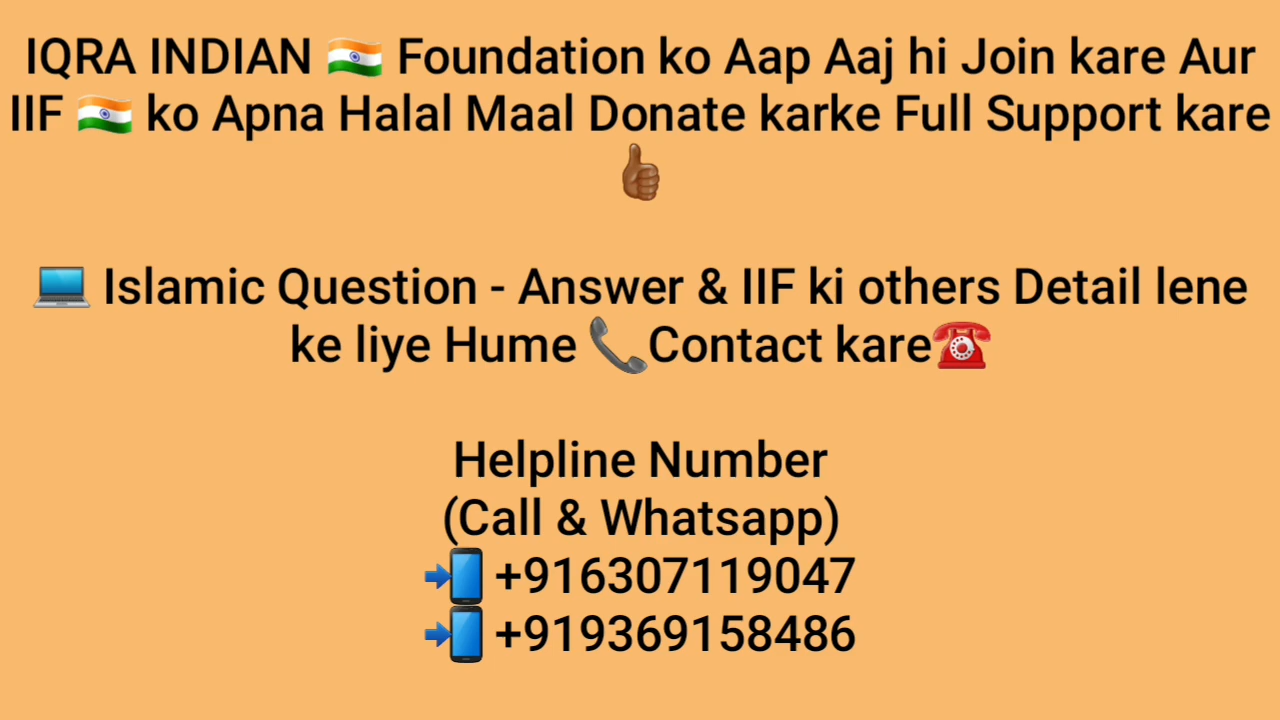 IQRA INDIAN 🇮🇳 Foundation ko Aap Aaj hi Join kare Aur
IIF 🇮🇳 ko Apna Halal Maal Donate karke Full Support kare
👍🏾
💻 Islamic Question - Answer & IIF ki others Detail lene
ke liye Hume 📞Contact kare☎️
Helpline Number
(Call & Whatsapp)
📲 +916307119047
📲 +919369158486